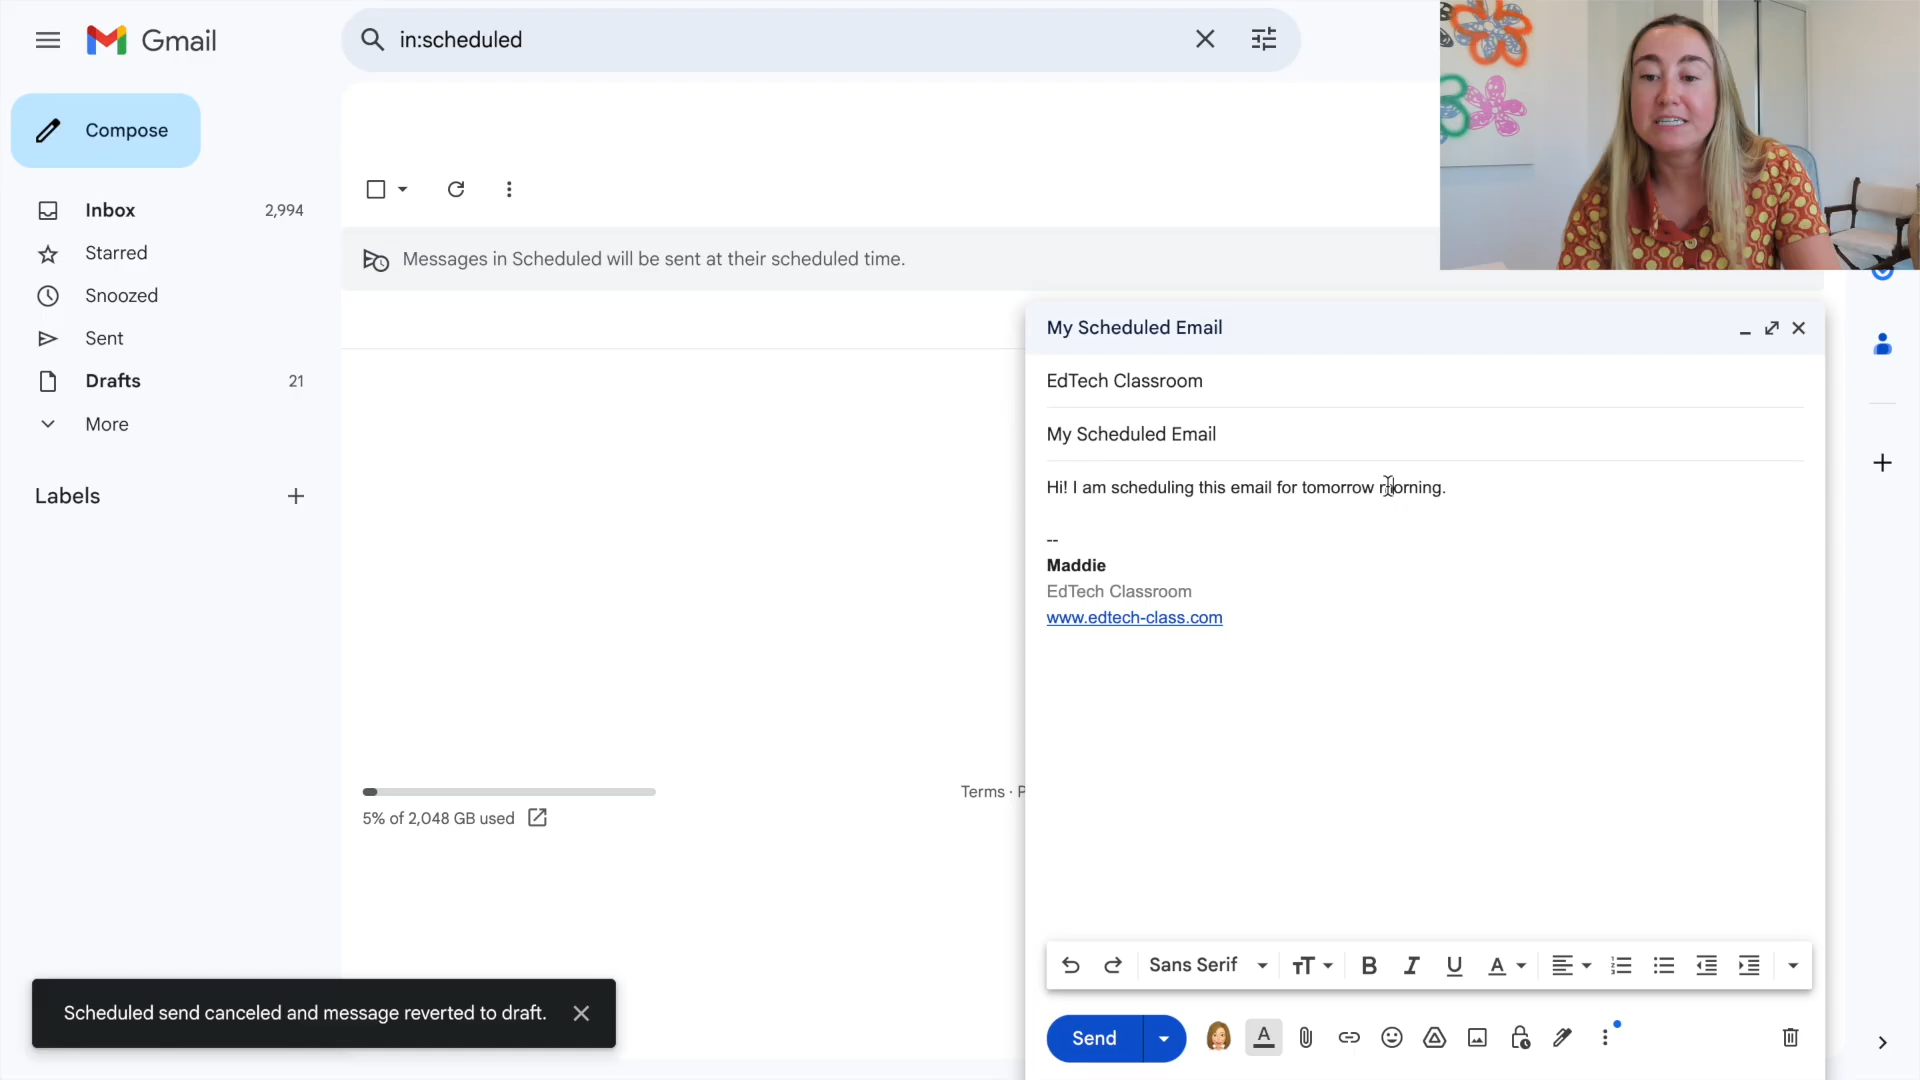 Gmail
in:scheduled
Compose
Inbox 2,994
Starred
Snoozed
Sent
Drafts 21
More
Labels
Messages in Scheduled will be sent at their scheduled time.
5% of 2,048 GB used
Terms · P
My Scheduled Email
EdTech Classroom
My Scheduled Email
Hi! I am scheduling this email for tomorrow morning.
--
Maddie
EdTech Classroom
www.edtech-class.com
Sans Serif
Send
Scheduled send canceled and message reverted to draft.